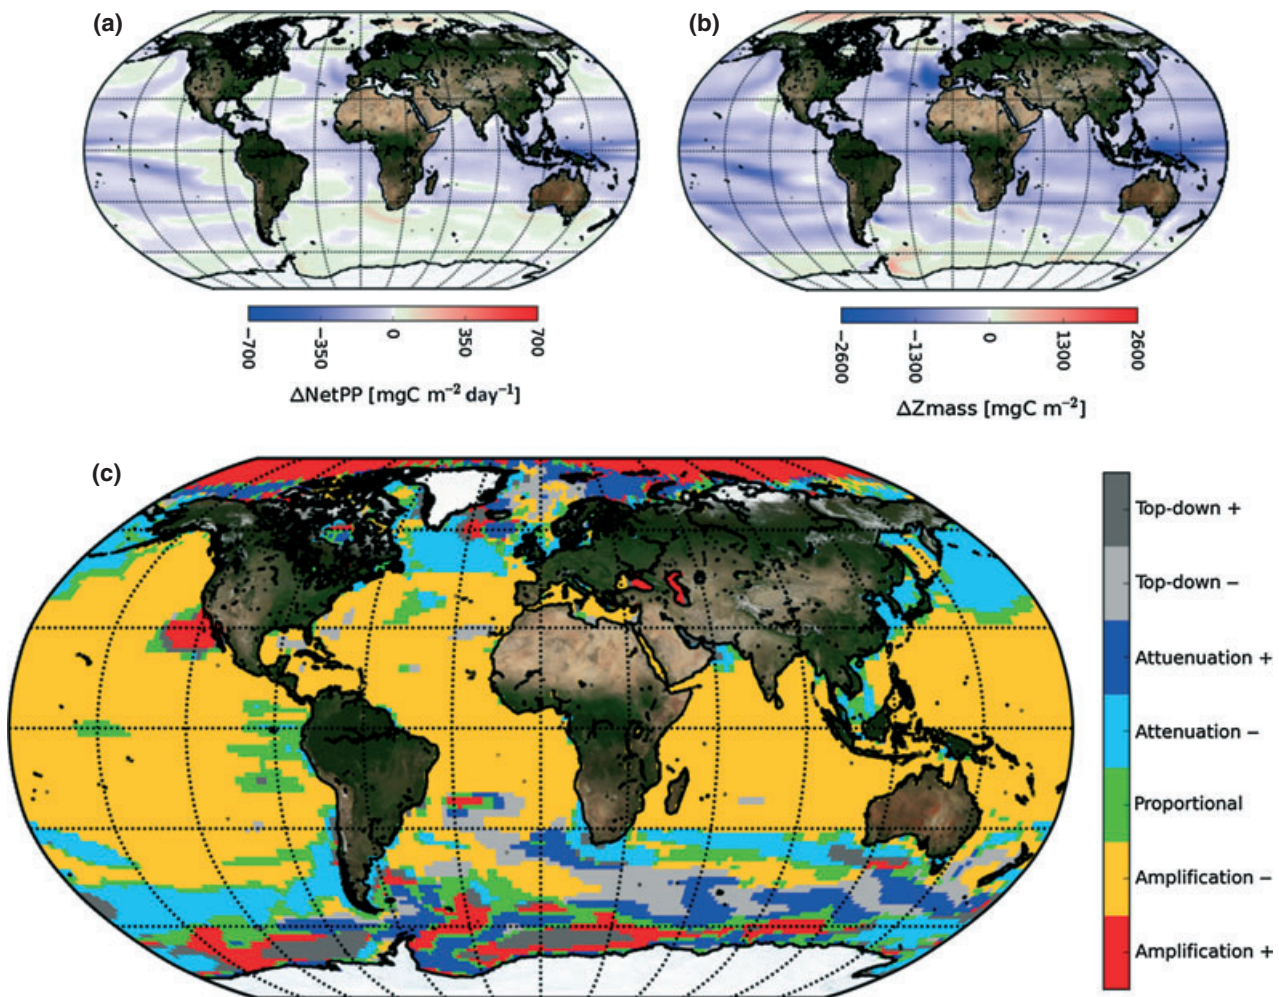 (a)
(b)
−700
−350
0
350
700
ΔNetPP [mgC m⁻² day⁻¹]
−2600
−1300
0
1300
2600
ΔZmass [mgC m⁻²]
(c)
Top-down +
Top-down −
Attuenuation +
Attenuation −
Proportional
Amplification −
Amplification +